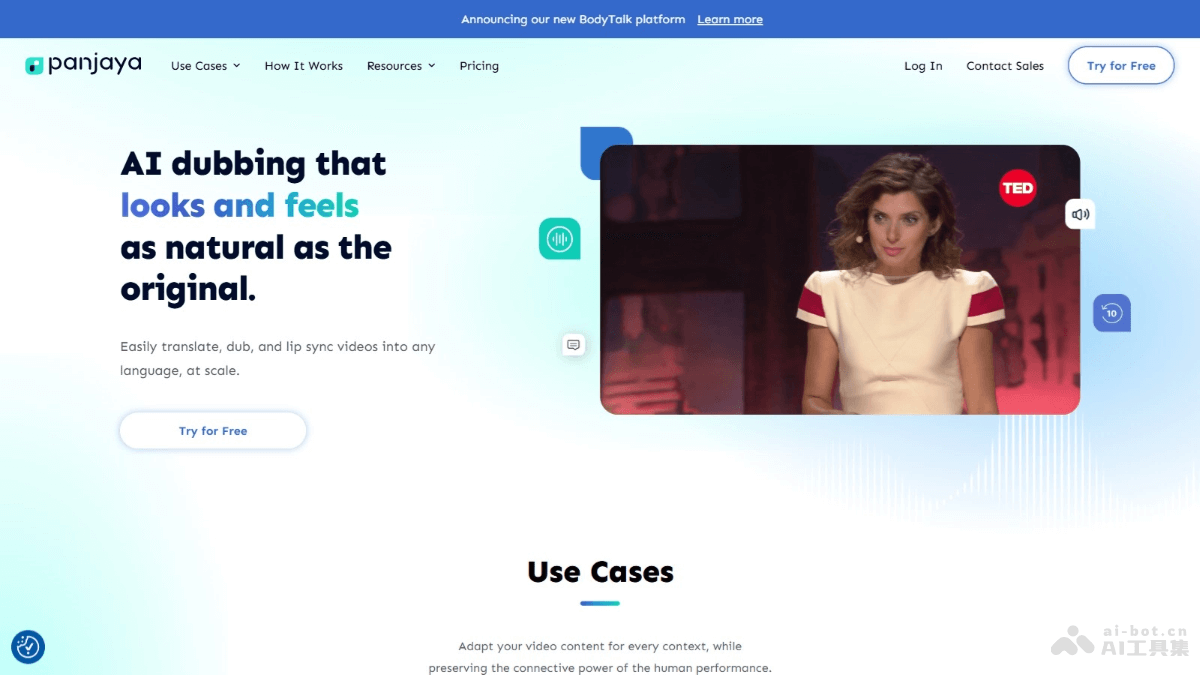 Announcing our new BodyTalk platform Learn more
panjaya Use Cases How It Works Resources Pricing Log In Contact Sales Try for Free
AI dubbing that
looks and feels
as natural as the
original.
Easily translate, dub, and lip sync videos into any
language, at scale.
Try for Free
TED
10
Use Cases
Adapt your video content for every context, while
preserving the connective power of the human performance.
ai-bot.cn
AI工具集